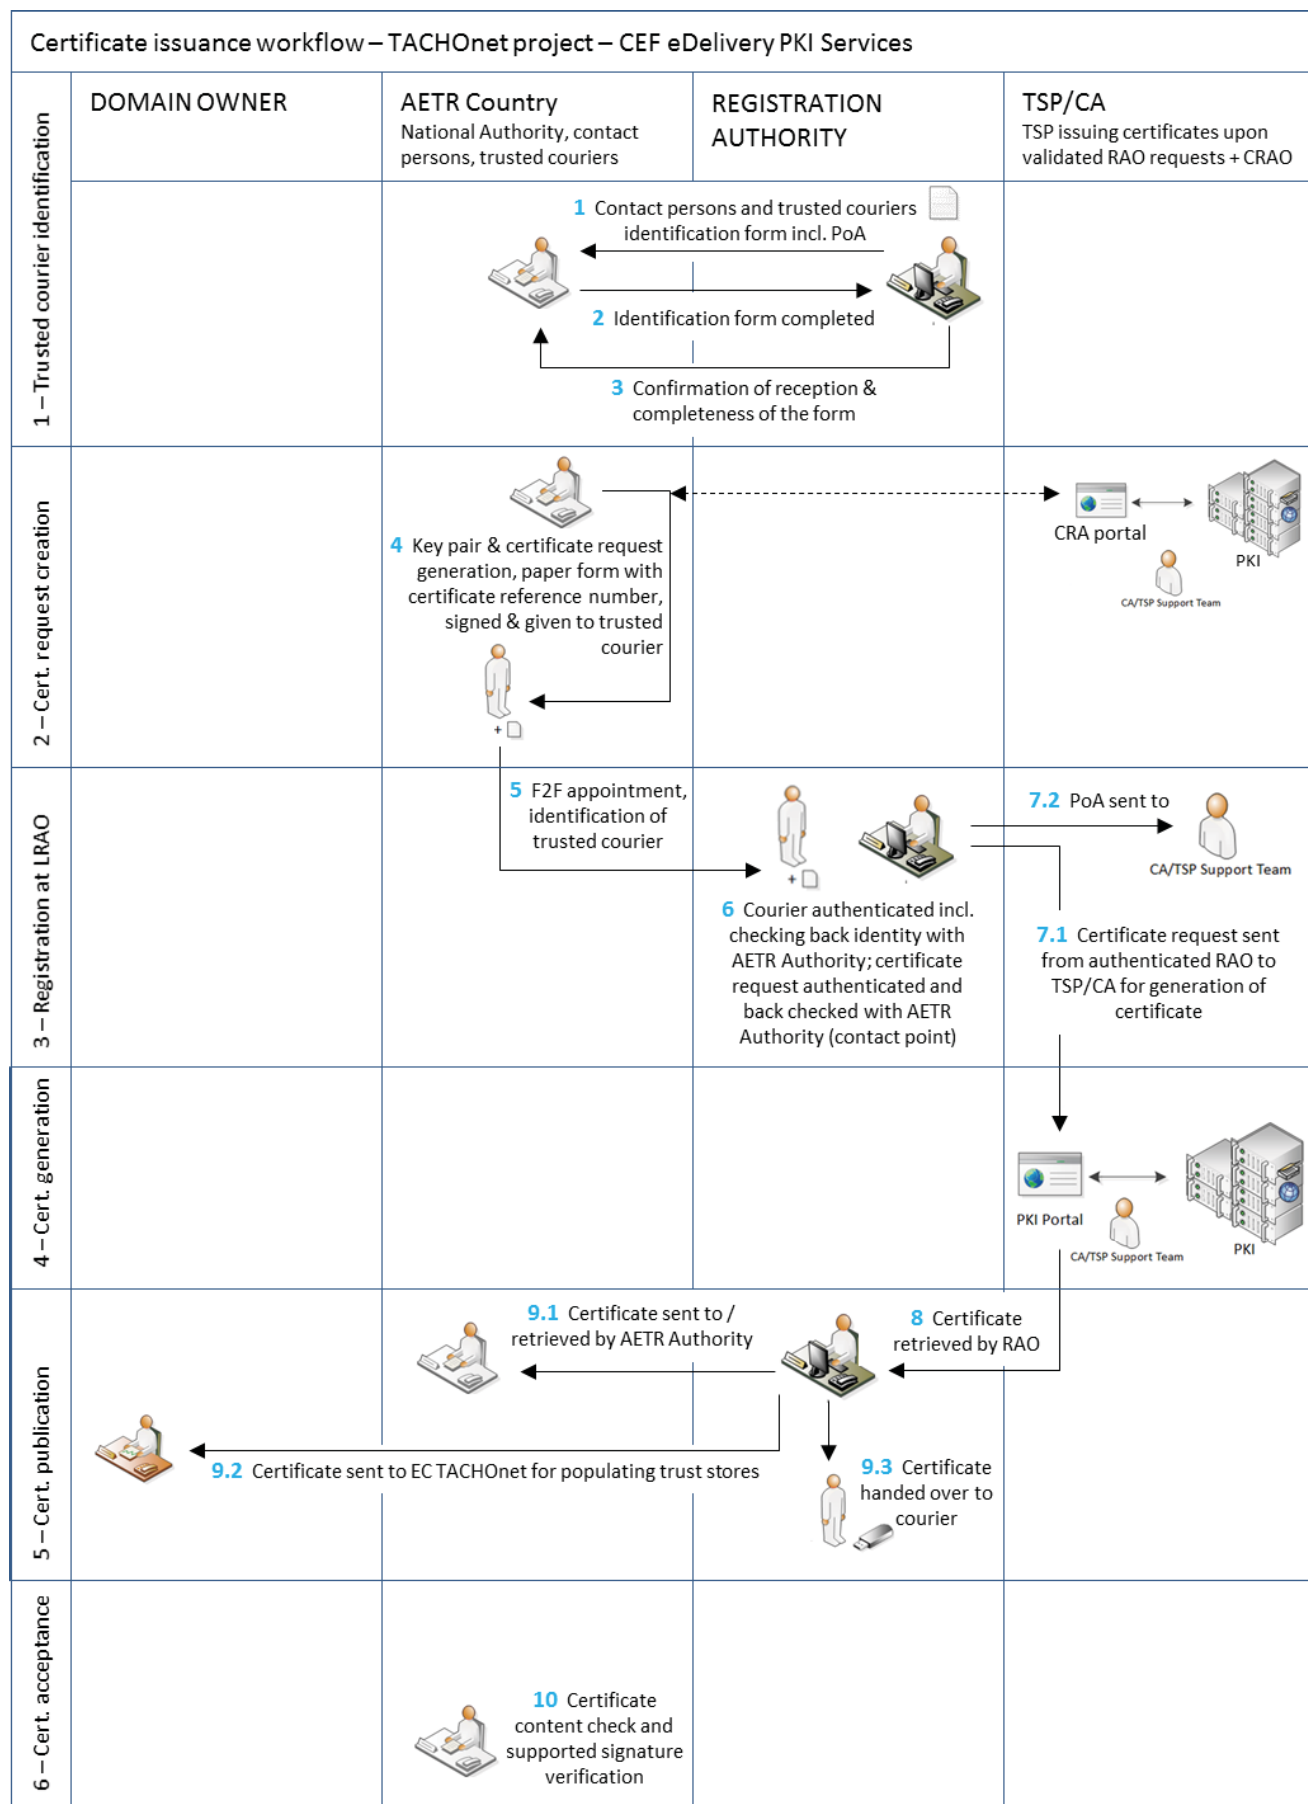 Certificate issuance workflow – TACHOnet project – CEF eDelivery PKI Services
DOMAIN OWNER
AETR Country
National Authority, contact
persons, trusted couriers
REGISTRATION
AUTHORITY
TSP/CA
TSP issuing certificates upon
validated RAO requests + CRAO
1 – Trusted courier identification
1 Contact persons and trusted couriers
identification form incl. PoA
2 Identification form completed
3 Confirmation of reception &
completeness of the form
2 – Cert. request creation
4 Key pair & certificate request
generation, paper form with
certificate reference number,
signed & given to trusted
courier
+
CRA portal
PKI
CA/TSP Support Team
3 – Registration at LRAO
5 F2F appointment,
identification of
trusted courier
+
6 Courier authenticated incl.
checking back identity with
AETR Authority; certificate
request authenticated and
back checked with AETR
Authority (contact point)
7.2 PoA sent to
CA/TSP Support Team
7.1 Certificate request sent
from authenticated RAO to
TSP/CA for generation of
certificate
4 – Cert. generation
PKI Portal
CA/TSP Support Team
PKI
5 – Cert. publication
9.1 Certificate sent to /
retrieved by AETR Authority
8 Certificate
retrieved by RAO
9.2 Certificate sent to EC TACHOnet for populating trust stores
9.3 Certificate
handed over to
courier
6 – Cert. acceptance
10 Certificate
content check and
supported signature
verification